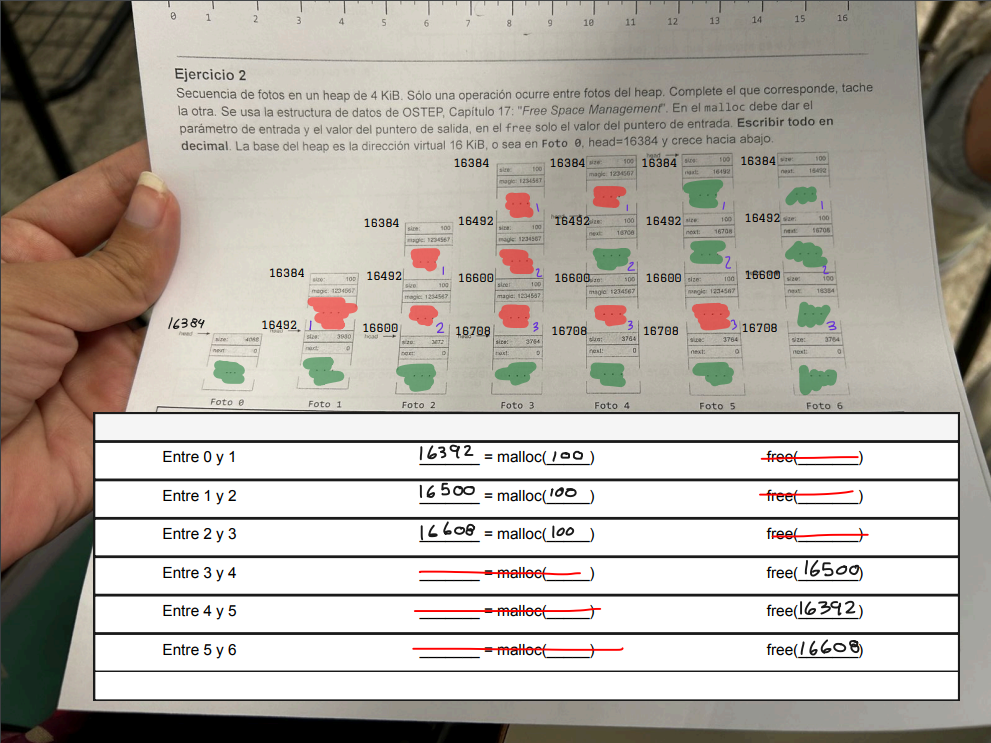 0 1 2 3 4 5 6 7 8 9 10 11 12 13 14 15 16
Ejercicio 2
Secuencia de fotos en un heap de 4 KiB. Sólo una operación ocurre entre fotos del heap. Complete el que corresponde, tache
la otra. Se usa la estructura de datos de OSTEP, Capítulo 17: "Free Space Management". En el malloc debe dar el
parámetro de entrada y el valor del puntero de salida, en el free solo el valor del puntero de entrada. Escribir todo en
decimal. La base del heap es la dirección virtual 16 KiB, o sea en Foto 0, head=16384 y crece hacia abajo.
16384 size: 100 16384 size: 100 16384 head size: 100 16384 size: 100
magic: 1234567 magic: 1234567 next: 16492 next: 16492
1 1 1 1
16384 size: 100 16492 size: 100 16492 size: 100 16492 size: 100 16492 size: 100
magic: 1234567 magic: 1234567 next: 16708 next: 16708 next: 16708
1 2 2 2 2
16384 size: 100 16492 size: 100 16600 size: 100 16600 size: 100 16600 size: 100 16600 size: 100
magic: 1234567 magic: 1234567 magic: 1234567 magic: 1234567 magic: 1234567 next: 16384
16384 16492 1 16600 2 16708 3 16708 3 16708 3 16708 3
head head head
size: 4088 size: 3980 size: 3872 size: 3764 size: 3764 size: 3764 size: 3764
next: 0 next: 0 next: 0 next: 0 next: 0 next: 0 next: 0
Foto 0 Foto 1 Foto 2 Foto 3 Foto 4 Foto 5 Foto 6
Entre 0 y 1 16392 = malloc(100) free(______)
Entre 1 y 2 16500 = malloc(100) free(______)
Entre 2 y 3 16608 = malloc(100) free(______)
Entre 3 y 4 ______ = malloc(_____) free(16500)
Entre 4 y 5 ______ = malloc(_____) free(16392)
Entre 5 y 6 ______ = malloc(_____) free(16608)